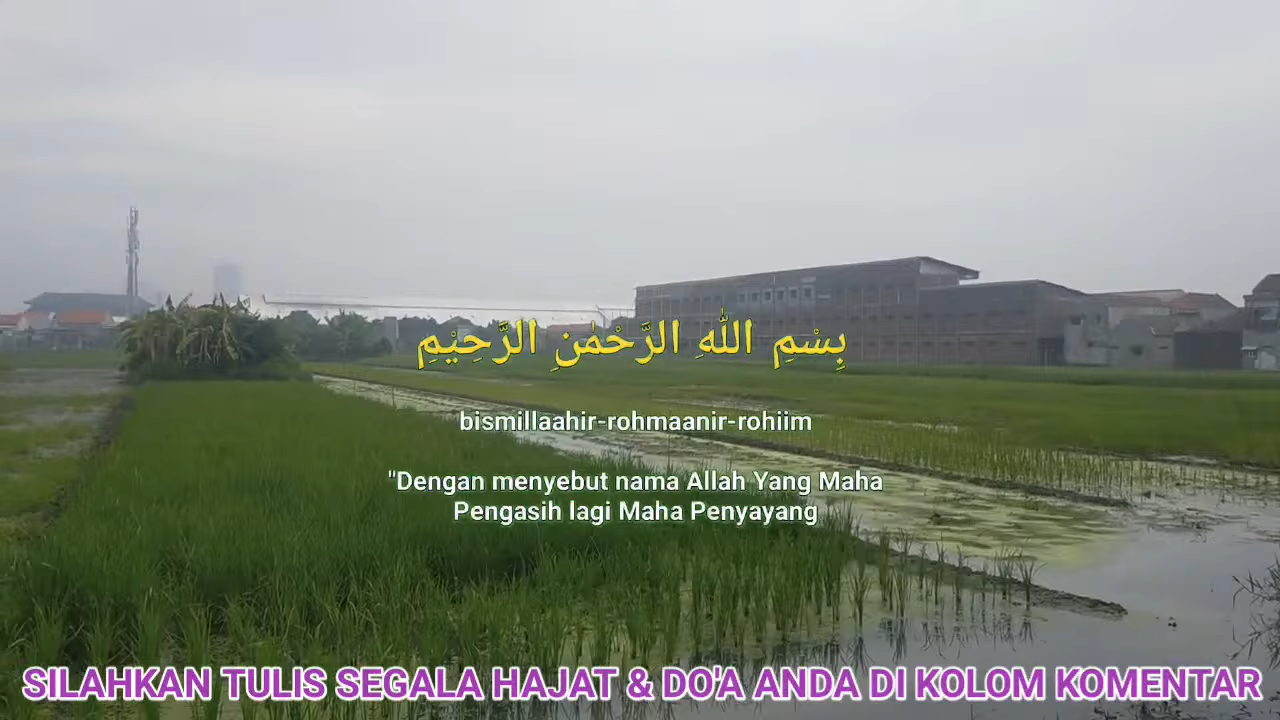 بِسْمِ اللّٰهِ الرَّحْمٰنِ الرَّحِيْمِ
bismillaahir-rohmaanir-rohiim
"Dengan menyebut nama Allah Yang Maha
Pengasih lagi Maha Penyayang
SILAHKAN TULIS SEGALA HAJAT & DO'A ANDA DI KOLOM KOMENTAR